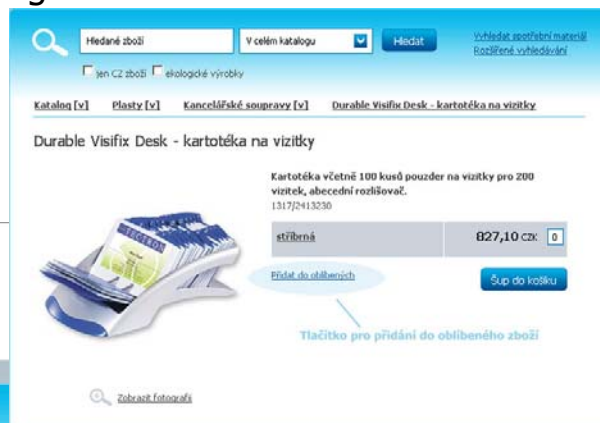 Hledané zboží
V celém katalogu
Hledat
Vyhledat spotřební materiál
Rozšířené vyhledávání
jen CZ zboží
ekologické výrobky
Katalog [v] Plasty [v] Kancelářské soupravy [v] Durable Visifix Desk - kartotéka na vizitky
Durable Visifix Desk - kartotéka na vizitky
Kartotéka včetně 100 kusů pouzder na vizitky pro 200
vizitek, abecední rozlišovač.
1317/2413230
stříbrná 827,10 CZK 0
Přidat do oblíbených
Šup do košíku
Tlačítko pro přidání do oblíbeného zboží
Zobrazit fotografii